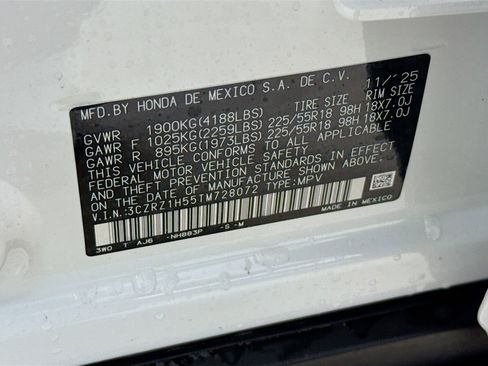 MFD.BY HONDA DE MEXICO S.A. DE C.V. 11/'25
TIRE SIZE RIM SIZE
GVWR 1900KG(4188LBS)
GAWR F 1025KG(2259LBS) 225/55R18 98H 18X7.0J
GAWR R 895KG(1973LBS) 225/55R18 98H 18X7.0J
THIS VEHICLE CONFORMS TO ALL APPLICABLE
FEDERAL MOTOR VEHICLE SAFETY BUMPER AND
THEFT PREVENTION STANDARDS IN EFFECT ON
THE DATE OF MANUFACTURE SHOWN ABOVE.
V.I.N.:3CZRZ1H55TM728072 TYPE:MPV
3W0 T AJ6 -NH883P -S -M MADE IN MEXICO